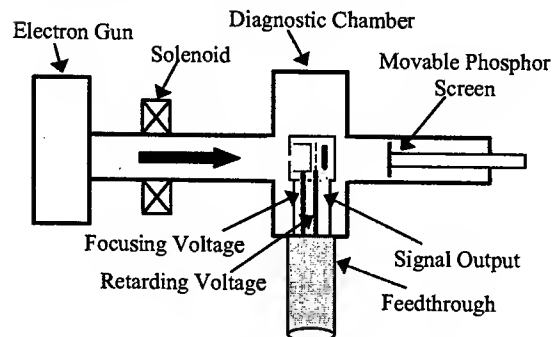 Diagnostic Chamber
Electron Gun
Solenoid
Movable Phosphor
Screen
Focusing Voltage
Retarding Voltage
Signal Output
Feedthrough